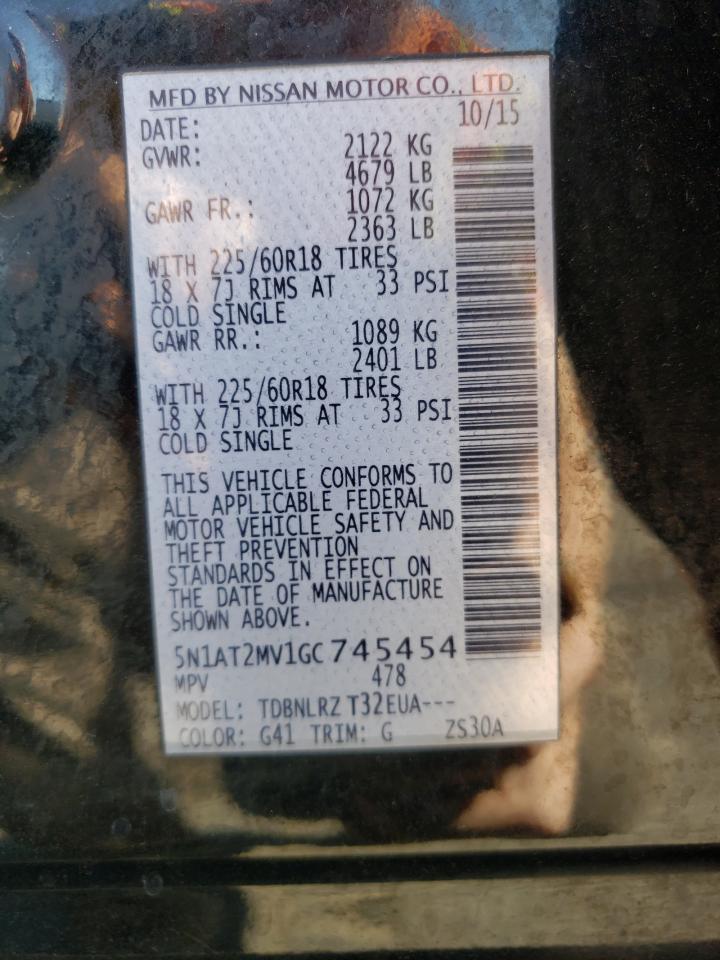 MFD BY NISSAN MOTOR CO., LTD.
DATE: 10/15
GVWR: 2122 KG
4679 LB
GAWR FR.: 1072 KG
2363 LB
WITH 225/60R18 TIRES
18 X 7J RIMS AT 33 PSI
COLD SINGLE
GAWR RR.: 1089 KG
2401 LB
WITH 225/60R18 TIRES
18 X 7J RIMS AT 33 PSI
COLD SINGLE
THIS VEHICLE CONFORMS TO
ALL APPLICABLE FEDERAL
MOTOR VEHICLE SAFETY AND
THEFT PREVENTION
STANDARDS IN EFFECT ON
THE DATE OF MANUFACTURE
SHOWN ABOVE.
5N1AT2MV1GC745454
MPV 478
MODEL: TDBNLRZ T32EUA---
COLOR: G41 TRIM: G ZS30A